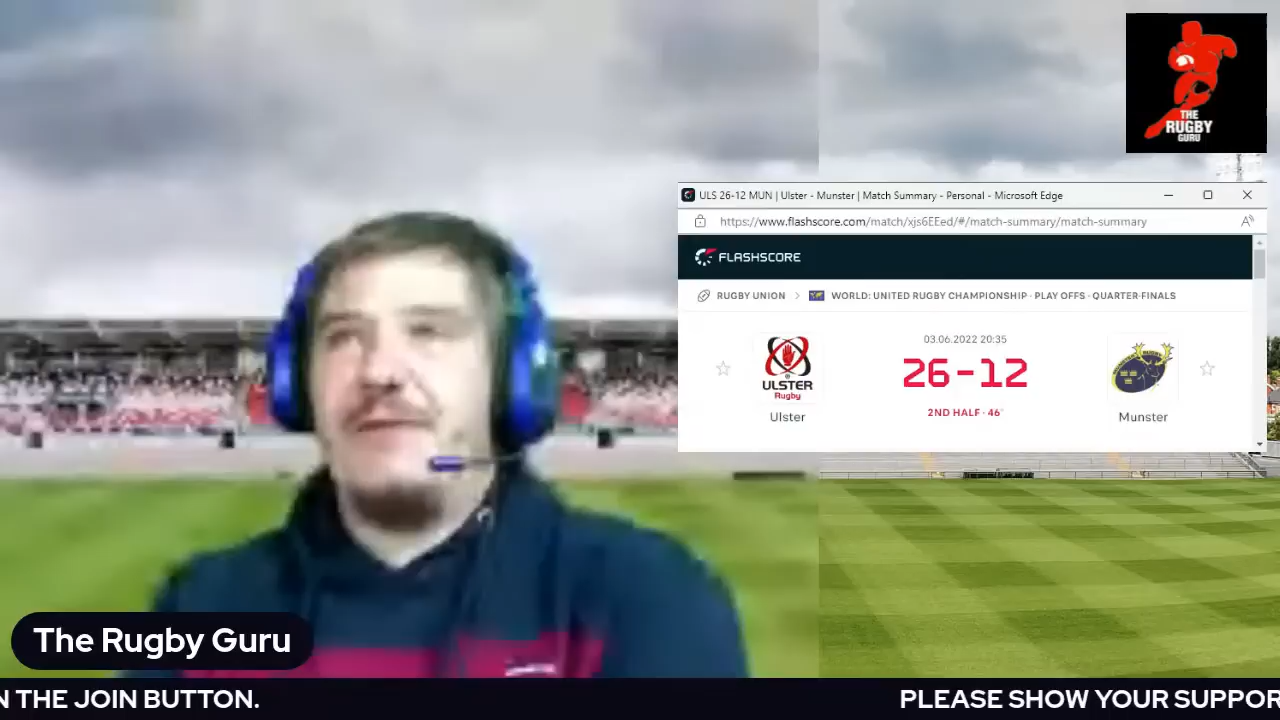 THE
RUGBY
GURU
ULS 26-12 MUN | Ulster - Munster | Match Summary - Personal - Microsoft Edge
https://www.flashscore.com/match/xjs6EEed/#/match-summary/match-summary
FLASHSCORE
RUGBY UNION > WORLD: UNITED RUGBY CHAMPIONSHIP - PLAY OFFS - QUARTER-FINALS
03.06.2022 20:35
26-12
2ND HALF - 46'
ULSTER
Rugby
Ulster
Munster
The Rugby Guru
N THE JOIN BUTTON.
PLEASE SHOW YOUR SUPPOR